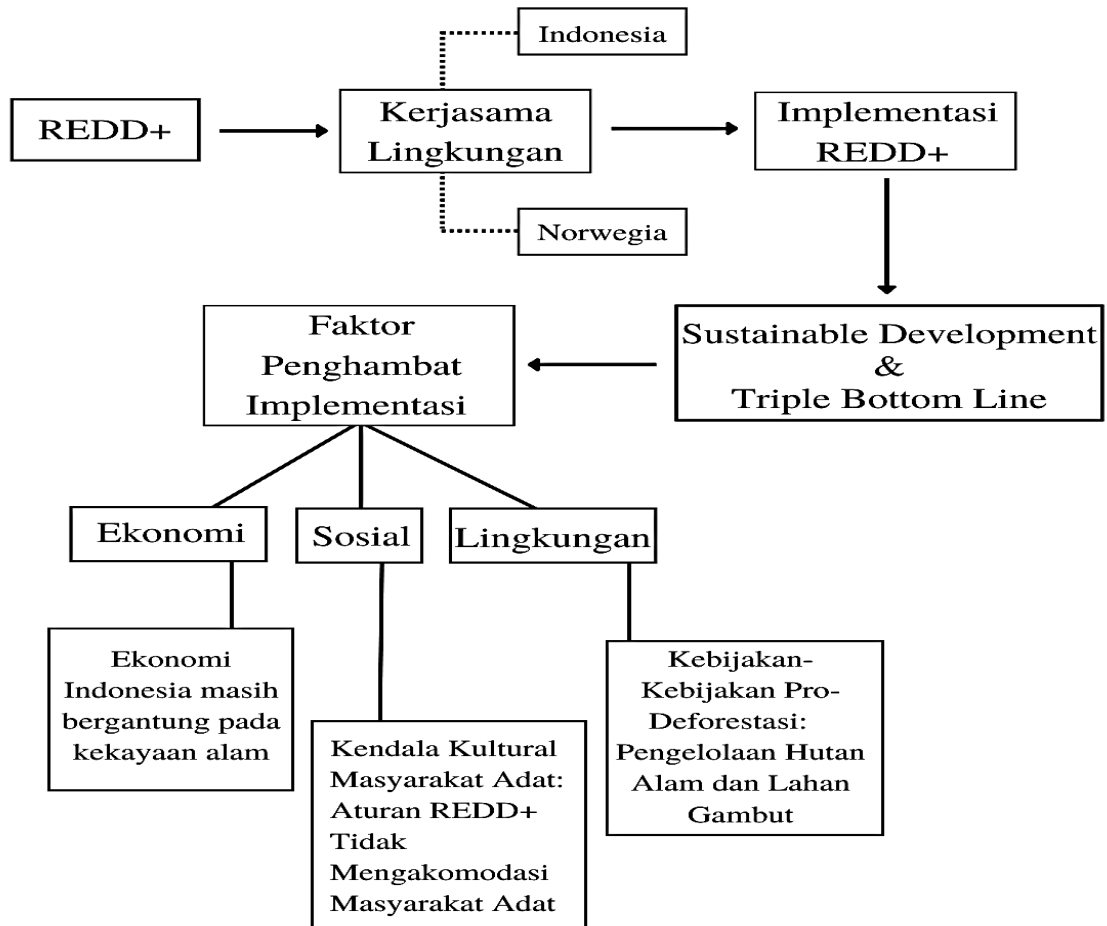 Indonesia
REDD+
Kerjasama
Lingkungan
Implementasi
REDD+
Norwegia
Sustainable Development
&
Triple Bottom Line
Faktor
Penghambat
Implementasi
Ekonomi
Sosial
Lingkungan
Ekonomi
Indonesia masih
bergantung pada
kekayaan alam
Kendala Kultural
Masyarakat Adat:
Aturan REDD+
Tidak
Mengakomodasi
Masyarakat Adat
Kebijakan-
Kebijakan Pro-
Deforestasi:
Pengelolaan Hutan
Alam dan Lahan
Gambut